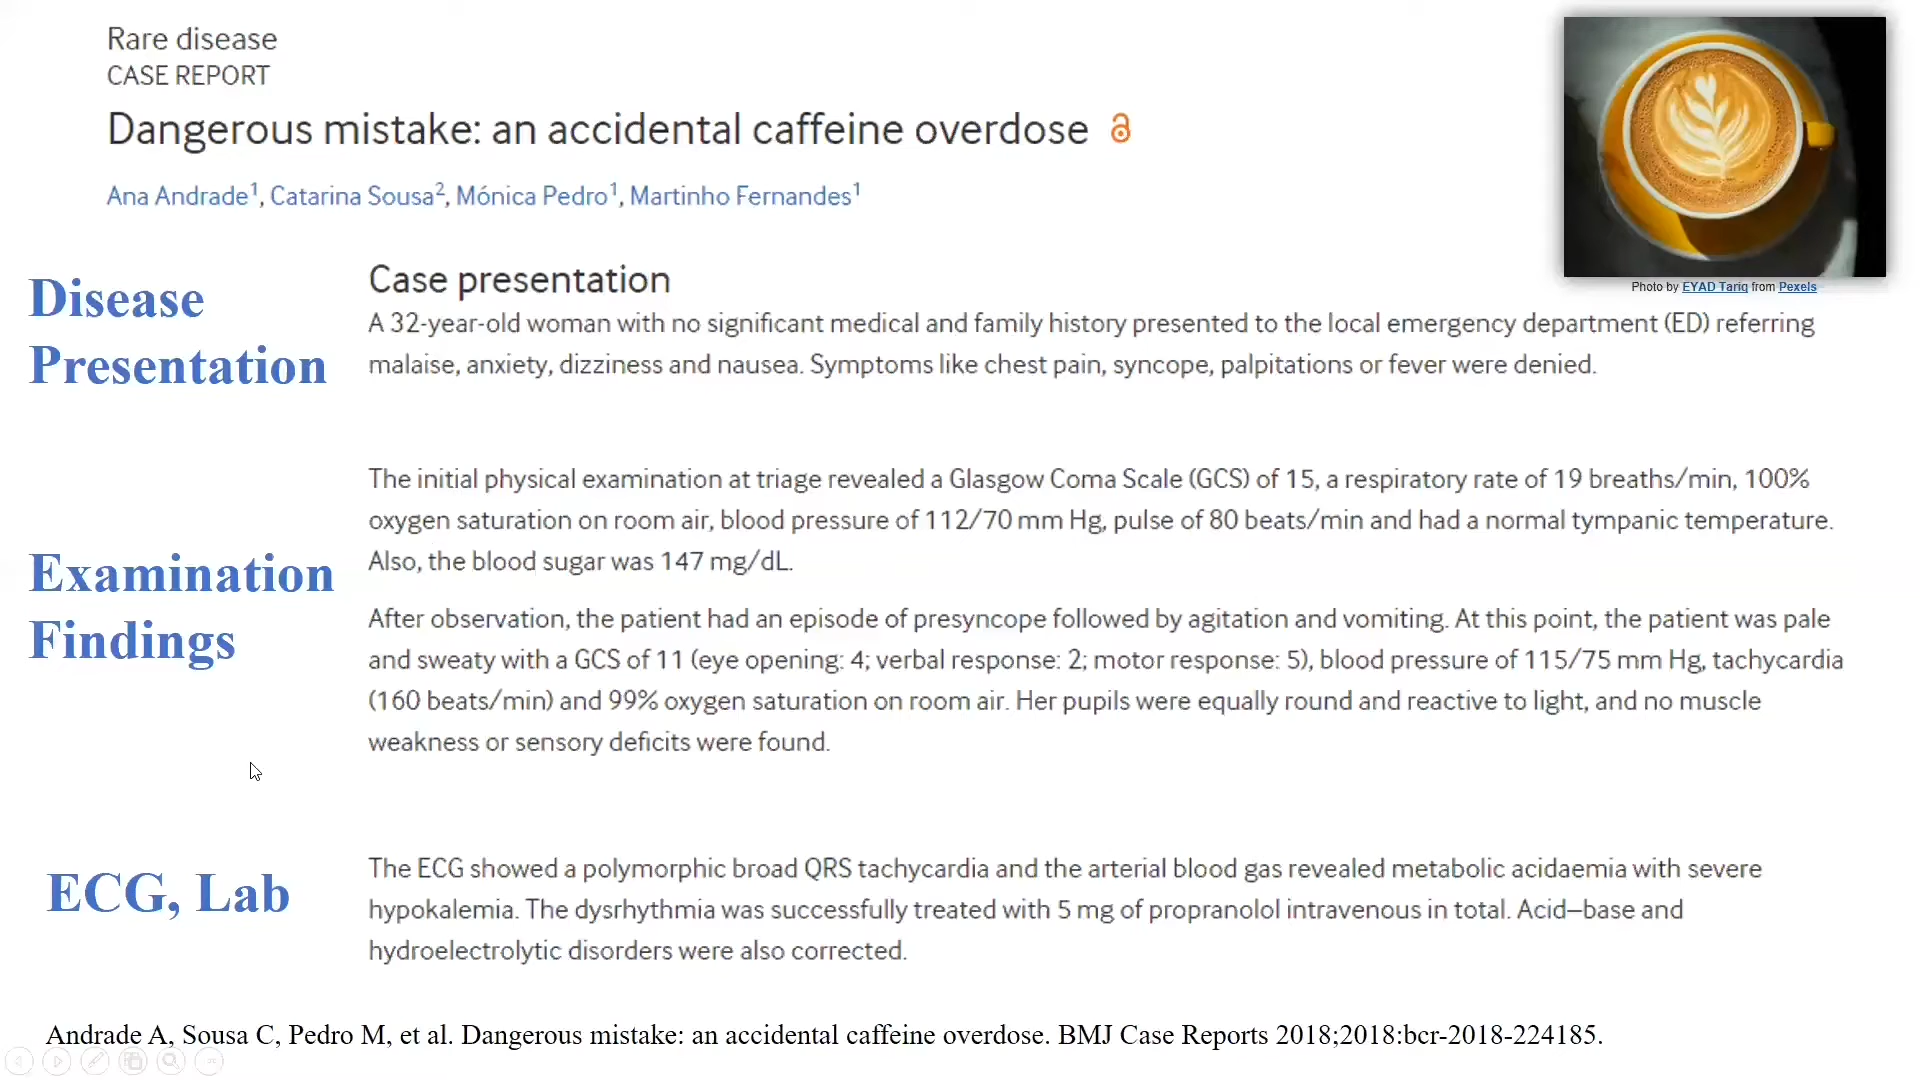 Rare disease
CASE REPORT
Dangerous mistake: an accidental caffeine overdose
Ana Andrade1, Catarina Sousa2, Mónica Pedro1, Martinho Fernandes1
Photo by EYAD Tariq from Pexels
Disease
Presentation
Case presentation
A 32-year-old woman with no significant medical and family history presented to the local emergency department (ED) referring
malaise, anxiety, dizziness and nausea. Symptoms like chest pain, syncope, palpitations or fever were denied.
Examination
Findings
The initial physical examination at triage revealed a Glasgow Coma Scale (GCS) of 15, a respiratory rate of 19 breaths/min, 100%
oxygen saturation on room air, blood pressure of 112/70 mm Hg, pulse of 80 beats/min and had a normal tympanic temperature.
Also, the blood sugar was 147 mg/dL.
After observation, the patient had an episode of presyncope followed by agitation and vomiting. At this point, the patient was pale
and sweaty with a GCS of 11 (eye opening: 4; verbal response: 2; motor response: 5), blood pressure of 115/75 mm Hg, tachycardia
(160 beats/min) and 99% oxygen saturation on room air. Her pupils were equally round and reactive to light, and no muscle
weakness or sensory deficits were found.
ECG, Lab
The ECG showed a polymorphic broad QRS tachycardia and the arterial blood gas revealed metabolic acidaemia with severe
hypokalemia. The dysrhythmia was successfully treated with 5 mg of propranolol intravenous in total. Acid–base and
hydroelectrolytic disorders were also corrected.
Andrade A, Sousa C, Pedro M, et al. Dangerous mistake: an accidental caffeine overdose. BMJ Case Reports 2018;2018:bcr-2018-224185.